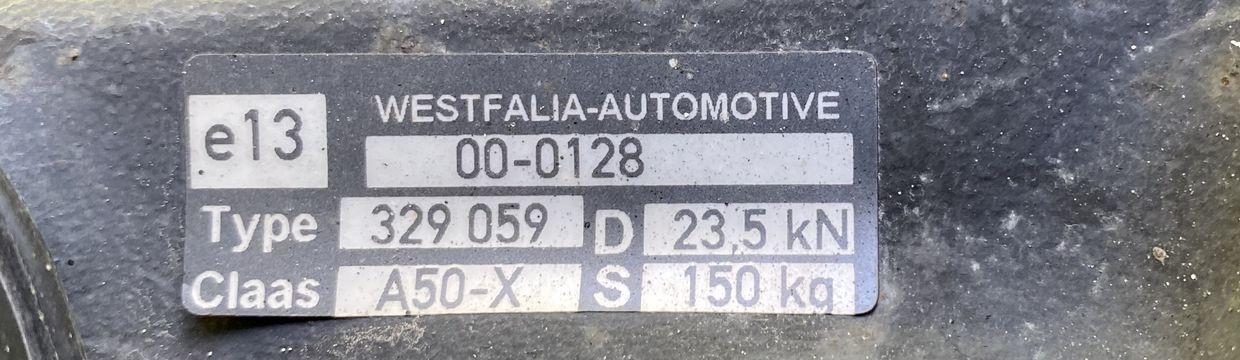 e13
WESTFALIA-AUTOMOTIVE
00-0128
Type 329 059 D 23,5 kN
Claas A50-X S 150 kg